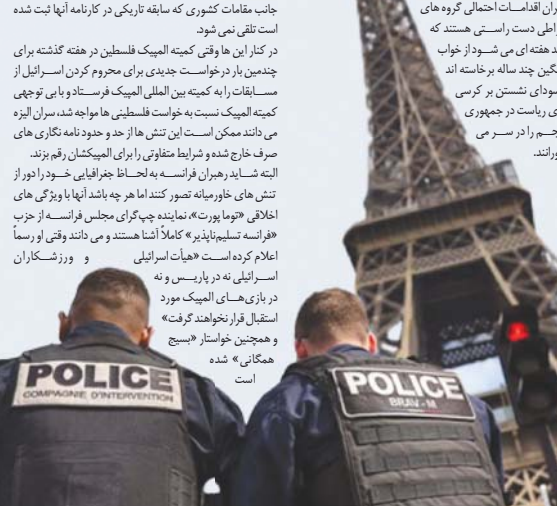 ران اقدامات احتمالی گروه های
راطی دست راستی هستند که
ند هفته ای می شود از خواب
گین چند ساله برخاسته اند
سودای نشستن بر کرسی
ی ریاست در جمهوری
جم را در سر می
ورانند.
جانب مقامات کشوری که سابقه تاریکی در کارنامه آنها ثبت شده
است تلقی نمی شود.
در کنار این ها وقتی کمیته المپیک فلسطین در هفته گذشته برای
چندمین بار درخواست جدیدی برای محروم کردن اسرائیل از
مسابقات را به کمیته بین المللی المپیک فرستاد و با بی توجهی
کمیته المپیک نسبت به خواست فلسطینی ها مواجه شد، سران الیزه
می دانند ممکن است این تنش ها از حد و حدود نامه نگاری های
صرف خارج شده و شرایط متفاوتی را برای المپیکشان رقم بزند.
البته شاید رهبران فرانسه به لحاظ جغرافیایی خود را دور از
تنش های خاورمیانه تصور کنند اما هر چه باشد آنها با ویژگی های
اخلاقی «توما پورت»، نماینده چپ گرای مجلس فرانسه از حزب
«فرانسه تسلیم ناپذیر» کاملاً آشنا هستند و می دانند وقتی او رسماً
اعلام کرده است «هیأت اسرائیلی و ورزشکاران
اسرائیلی نه در پاریس و نه
در بازی های المپیک مورد
استقبال قرار نخواهند گرفت»
و همچنین خواستار «بسیج
همگانی» شده
است
POLICE
COMPAGNIE D'INTERVENTION
POLICE
BRAV-M